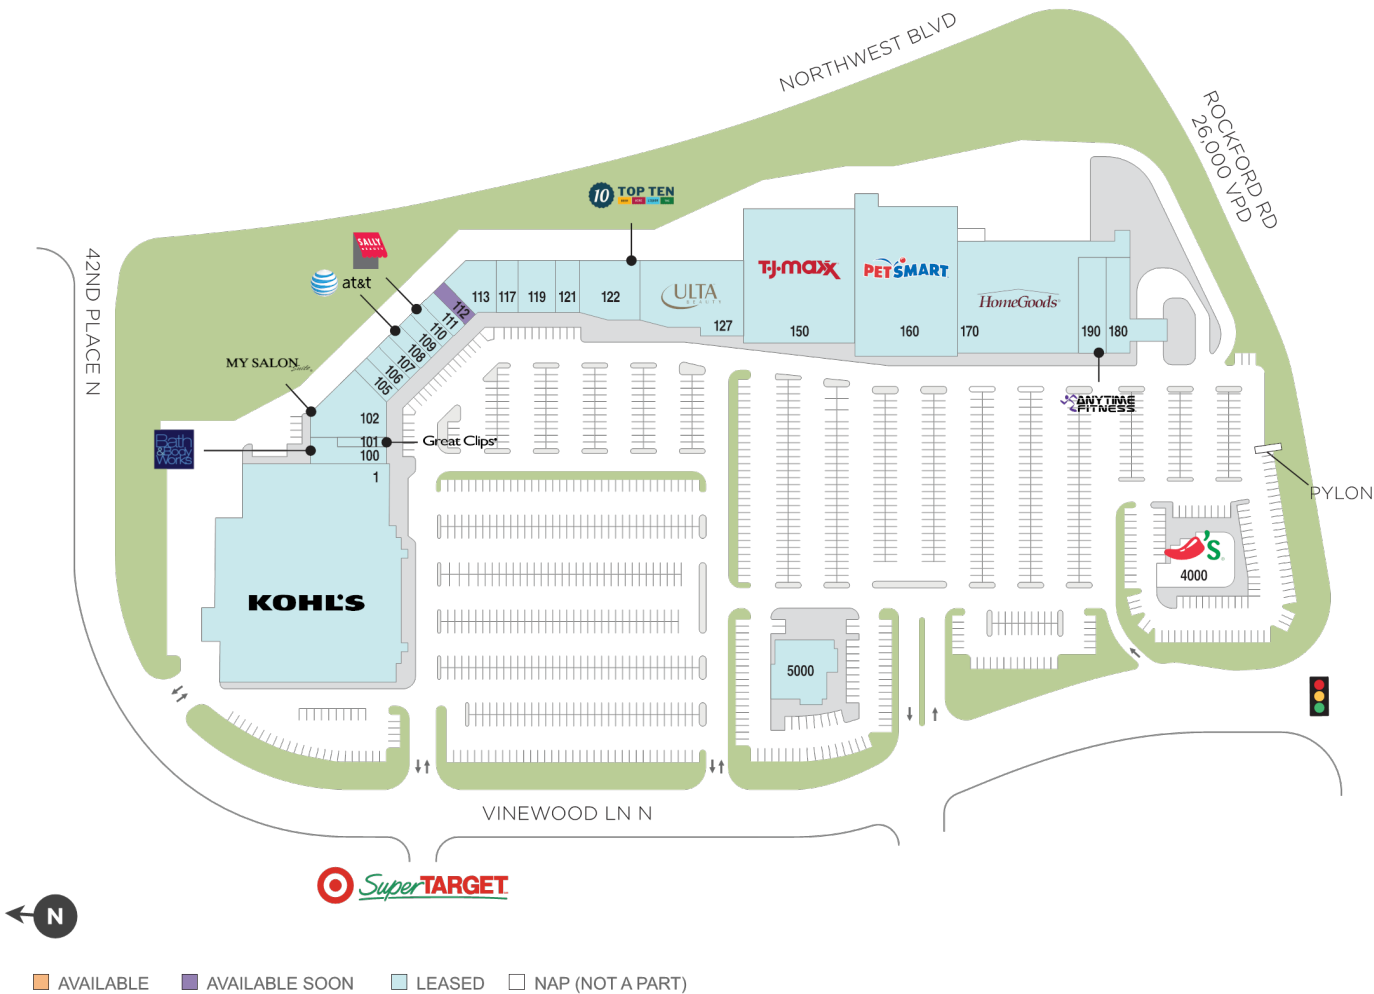 NORTHWEST BLVD
ROCKFORD RD
26,000 VPD
42ND PLACE N
10 TOP TEN
SALLY
BEAUTY
at&t
MY SALON
Suite
Bath
& Body
Works
Great Clips
113
117
119
121
122
ULTA
BEAUTY
127
T.J.maxx
150
PETSMART
160
HomeGoods
170
190
180
ANYTIME
FITNESS
112
111
110
109
108
107
106
105
102
101
100
1
KOHL'S
PYLON
'S
4000
5000
VINEWOOD LN N
SuperTARGET
N
AVAILABLE
AVAILABLE SOON
LEASED
NAP (NOT A PART)